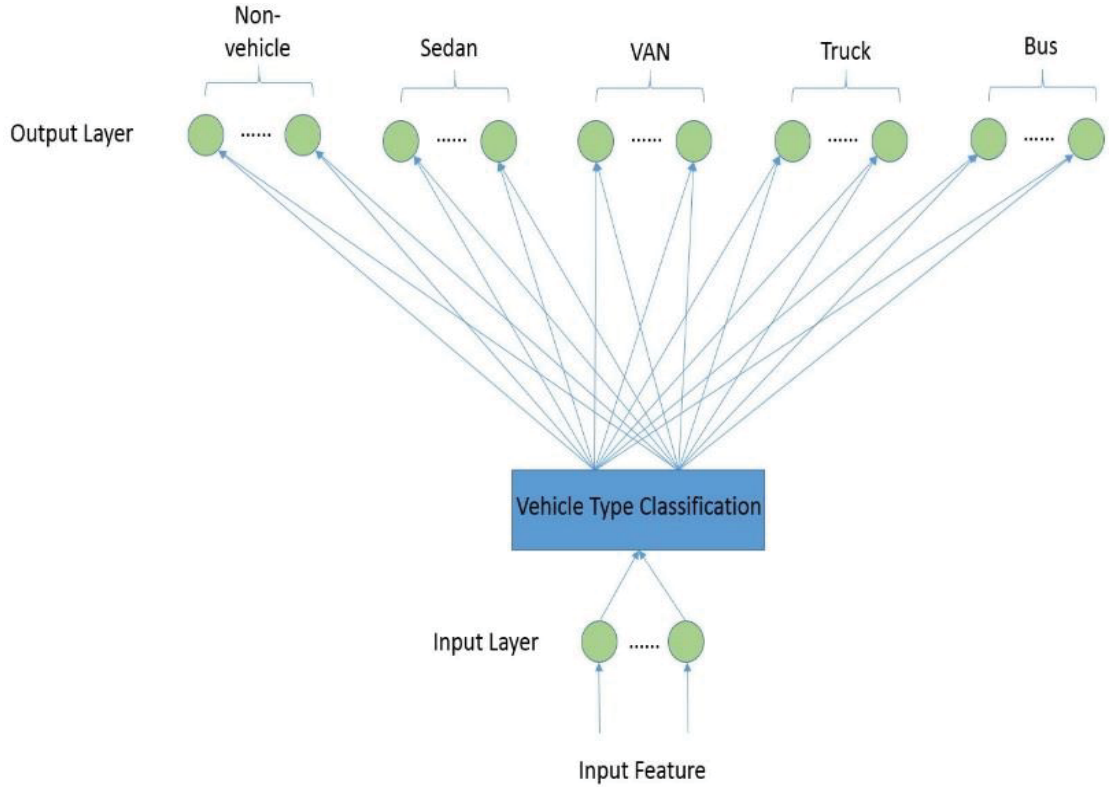 Non-
vehicle
Sedan
VAN
Truck
Bus
Output Layer
......
......
......
......
......
Vehicle Type Classification
Input Layer
......
Input Feature